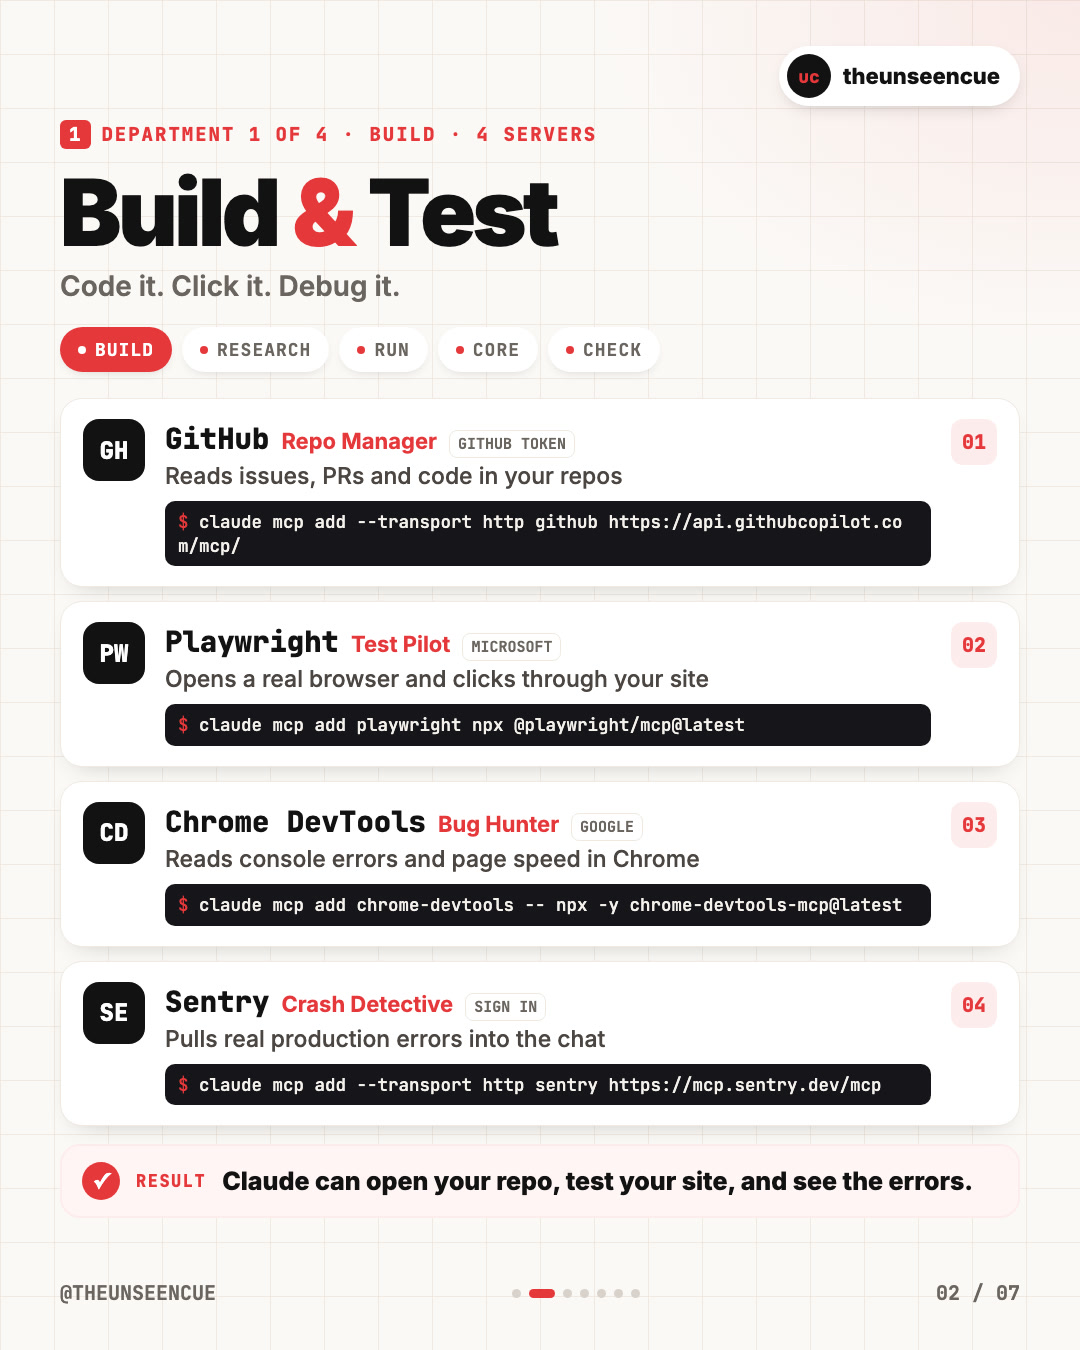 uc theunseencue
1 DEPARTMENT 1 OF 4 · BUILD · 4 SERVERS
Build & Test
Code it. Click it. Debug it.
BUILD RESEARCH RUN CORE CHECK
GH GitHub Repo Manager GITHUB TOKEN 01
Reads issues, PRs and code in your repos
$ claude mcp add --transport http github https://api.githubcopilot.co
m/mcp/
PW Playwright Test Pilot MICROSOFT 02
Opens a real browser and clicks through your site
$ claude mcp add playwright npx @playwright/mcp@latest
CD Chrome DevTools Bug Hunter GOOGLE 03
Reads console errors and page speed in Chrome
$ claude mcp add chrome-devtools -- npx -y chrome-devtools-mcp@latest
SE Sentry Crash Detective SIGN IN 04
Pulls real production errors into the chat
$ claude mcp add --transport http sentry https://mcp.sentry.dev/mcp
✓ RESULT Claude can open your repo, test your site, and see the errors.
@THEUNSEENCUE 02 / 07